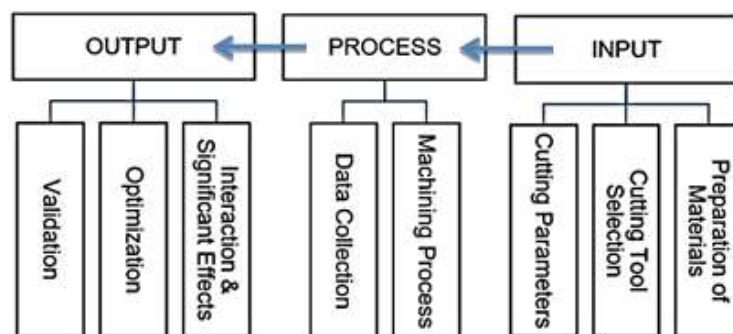 OUTPUT
PROCESS
INPUT
Validation
Optimization
Interaction &
Significant Effects
Data Collection
Machining Process
Cutting Parameters
Cutting Tool
Selection
Preparation of
Materials